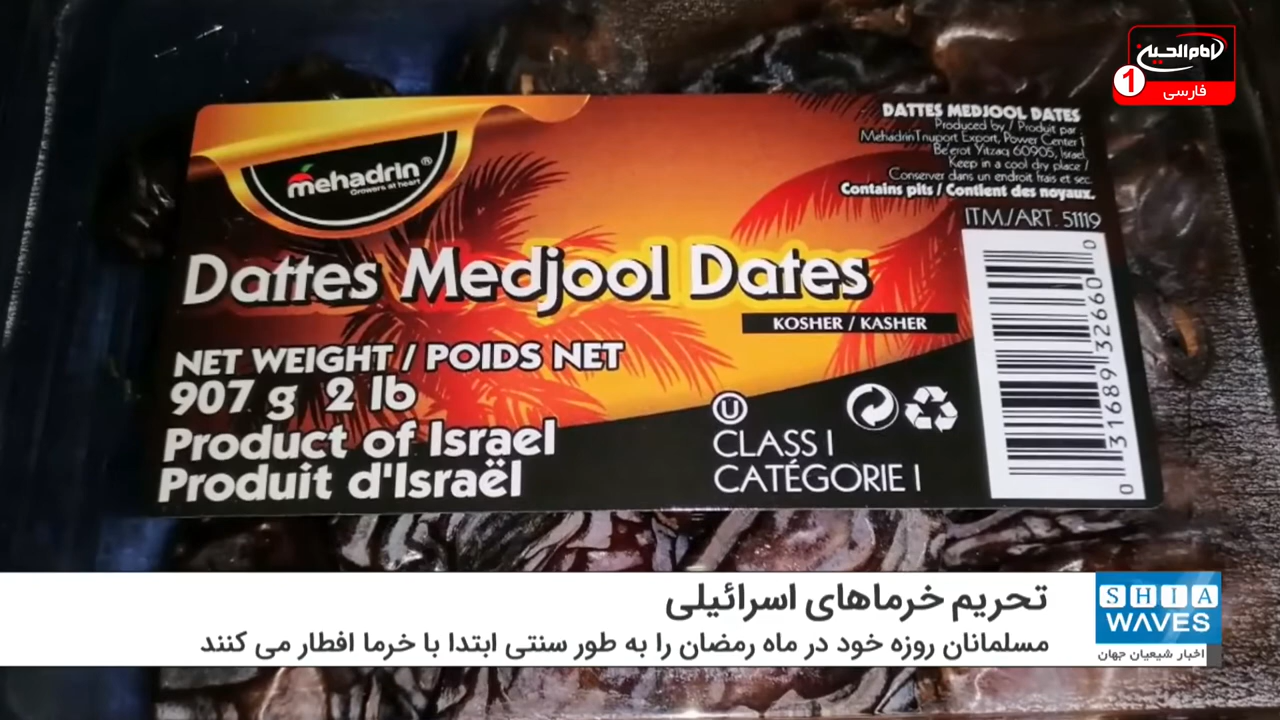 امام الحسین
1
فارسی
mehadrin®
Growers at heart
DATTES MEDJOOL DATES
Produced by / Produit par
MehadrinTnuport Export, Power Center 1
Be'erot Yitzaq 60905, Israel
Keep in a cool dry place /
Conserver dans un endroit frais et sec.
Contains pits / Contient des noyaux.
ITM./ART. 51119
Dattes Medjool Dates
KOSHER / KASHER
NET WEIGHT / POIDS NET
907 g 2 lb
Product of Israel
Produit d'Israël
U
CLASS I
CATÉGORIE I
0 31689 32660 0
تحریم خرماهای اسرائیلی
مسلمانان روزه خود در ماه رمضان را به طور سنتی ابتدا با خرما افطار می کنند
SHIA
WAVES
اخبار شیعیان جهان